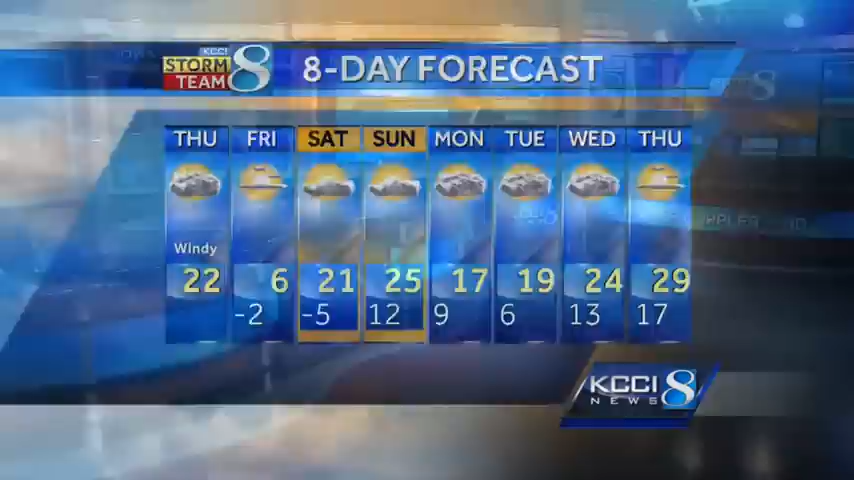 KCCI
STORM
TEAM
8
8-DAY FORECAST
THU FRI SAT SUN MON TUE WED THU
Windy
22 6 21 25 17 19 24 29
-2 -5 12 9 6 13 17
KCCI 8
NEWS